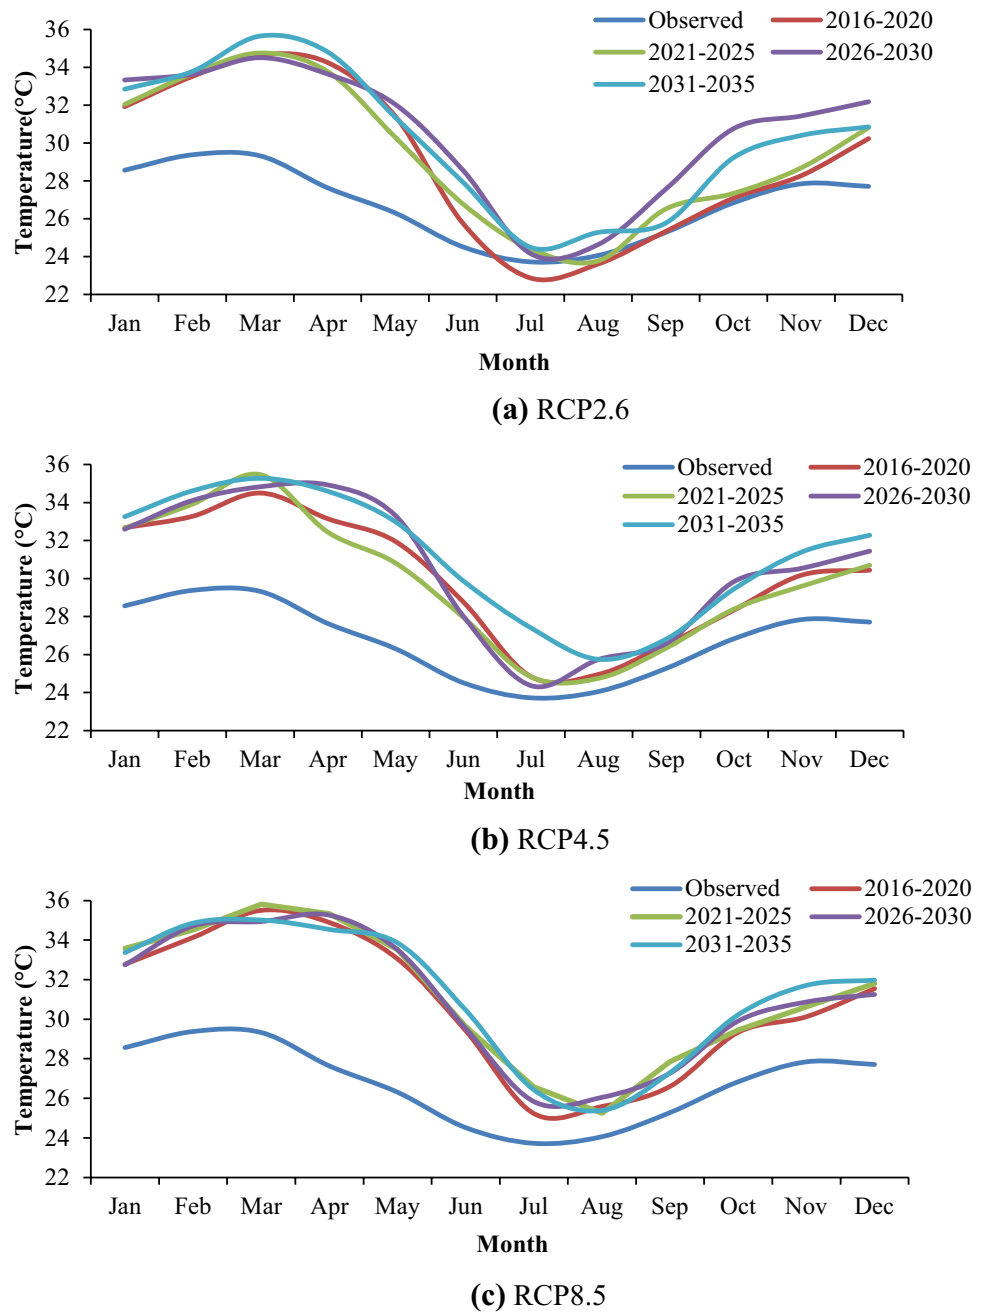 Observed 2016-2020
2021-2025 2026-2030
2031-2035
36
34
32
30
28
26
24
22
Temperature(°C)
Jan Feb Mar Apr May Jun Jul Aug Sep Oct Nov Dec
Month
(a) RCP2.6
Observed 2016-2020
2021-2025 2026-2030
2031-2035
36
34
32
30
28
26
24
22
Temperature (°C)
Jan Feb Mar Apr May Jun Jul Aug Sep Oct Nov Dec
Month
(b) RCP4.5
Observed 2016-2020
2021-2025 2026-2030
2031-2035
36
34
32
30
28
26
24
22
Temperature (°C)
Jan Feb Mar Apr May Jun Jul Aug Sep Oct Nov Dec
Month
(c) RCP8.5